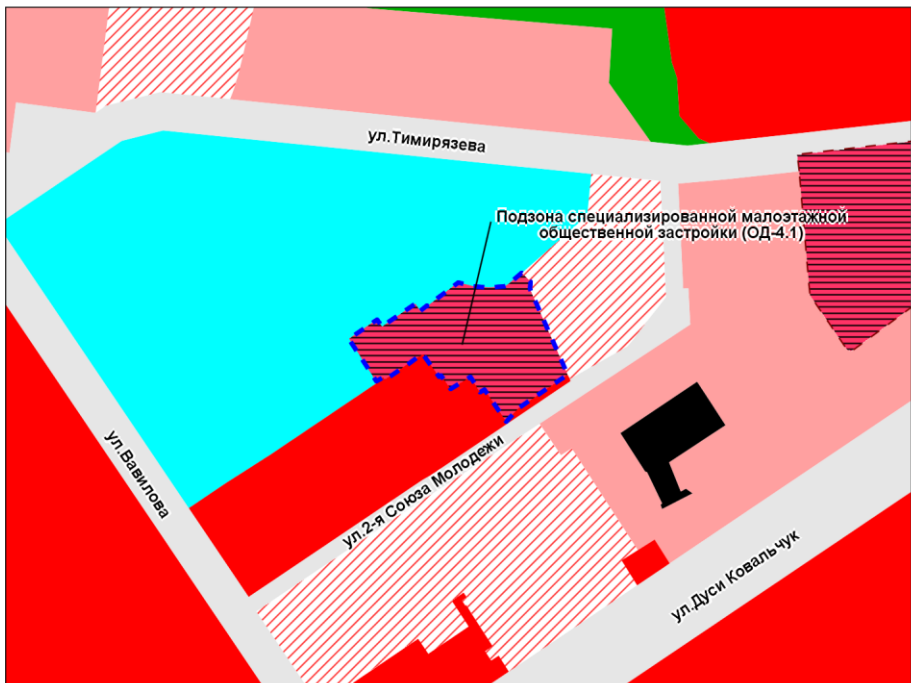 ул.Тимирязева
Подзона специализированной малоэтажной
общественной застройки (ОД-4.1)
ул.Вавилова
ул.2-я Союза Молодежи
ул.Дуси Ковальчук